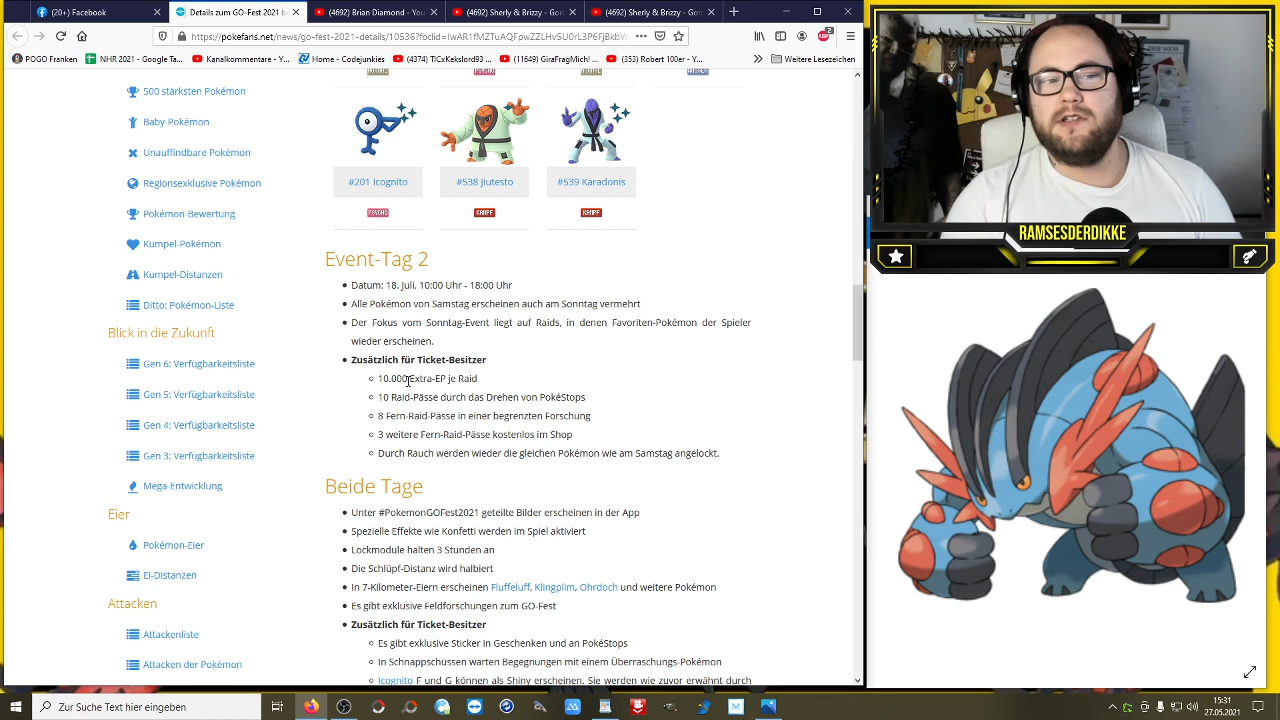 (20+) Facebook
Details zum GO-Fest 2021 b
(4692) Brian Diamond - You
(4692) Sherly & Brizzy - Go
(4692) Sherly & Brizzy - Go
POGO Franken
NHR 2021 - Google Ta...
Kanalkommentare - Y...
Home - Codejunkies
(4374) TheTrueLord93 ...
(11649) GiraFragMich! ...
(353) Robert 100er - Y...
Weitere Lesezeichen
500 stärksten Pokémon
Baby-Pokémon
Unauffindbare Pokémon
Regionsexklusive Pokémon
Pokémon-Bewertung
Kumpel-Pokémon
Kumpel-Distanzen
Ditto: Pokémon-Liste
Blick in die Zukunft
Gen 6: Verfügbarkeitsliste
Gen 5: Verfügbarkeitsliste
Gen 4: Verfügbarkeitsliste
Gen 3: Verfügbarkeitsliste
Mega-Entwicklung
Eier
Pokémon-Eier
Ei-Distanzen
Attacken
Attackenliste
Attacken der Pokémon
#201 Icognito
#538 Jiutesto
#539 Karadonis
PSYCHO
KAMPF
KAMPF
Event-Tag 2
Datum: 18. Juli, 10:00 Uhr - 18:00 Uhr
Alle Pokémon von Samstag erscheinen auch am Sonntag vermehrt
Der Fokus vom Sonntag-Event liegt auf Raids, in denen Favoriten-Pokémon der Spieler
wieder erscheinen.
Zusätzlich für Ticket-Besitzer
10.000 Extra-EP je Raid
10 Raid-Pässe durch das Drehen von PokéStops
8 Fern-Raid-Pässe in einer begrenzten Forschung
3 weitere Fern-Raid-Pässe kostenlos im Shop
Durch Rauch werden wieder die gleichen Pokémon wie am Samstag angelockt.
Beide Tage
Unter #PokemonGOFest2021 geteilte Bilder erscheinen in der App
Spezielle Effekte wie Konfetti werden im Spiel aktiviert
Lockmodule halten 3 Stunden an
Die Schlüpf-Distanz wird halbiert
In 7-Kilometer-Eiern erscheinen Fluffeluff, Klingplim, Ohrdoch und weitere Pokémon
Es gibt exklusive Feldforschungen zum GO-Fest
Zusätzlich für Ticket-Besitzer
Es gibt exklusive Sticker in Geschenken und an PokéStops
In Schnappschüssen warten Begegnungen mit einem Überraschungs-Pokémon
Icognito F und G können als Shiny erscheinen. Sie werden wie zuvor erwähnt durch
RAMSESDERDIKKE
Zur Suche Text hier eingeben
15:31
27.05.2021